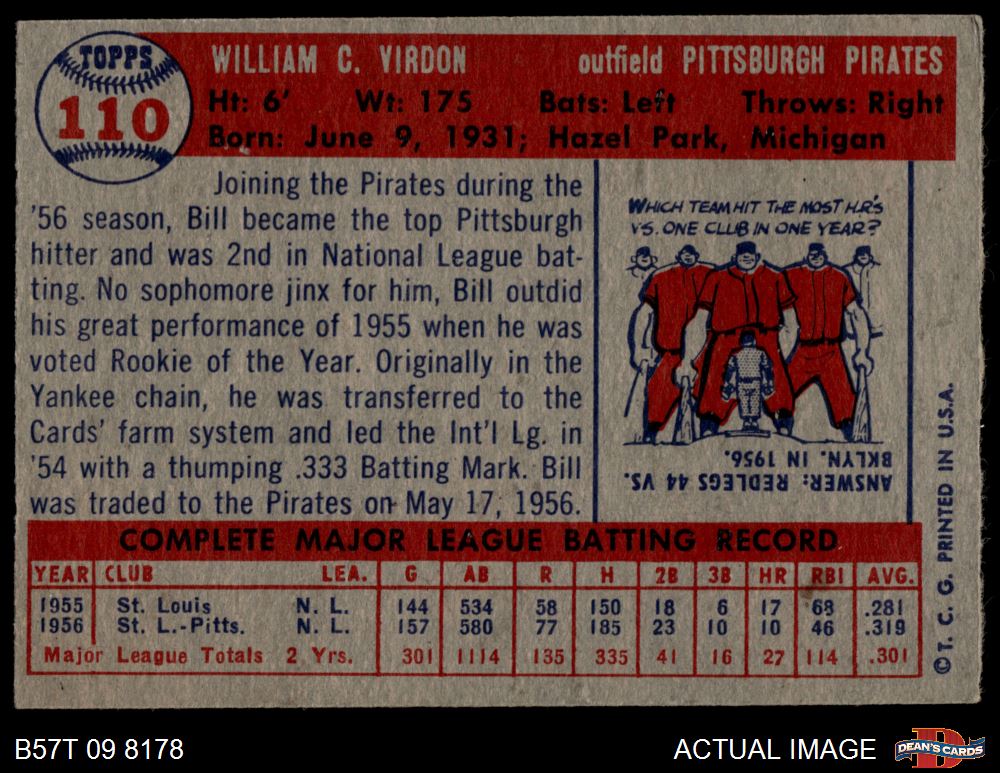 TOPPS
110
WILLIAM C. VIRDON outfield PITTSBURGH PIRATES
Ht: 6' Wt: 175 Bats: Left Throws: Right
Born: June 9, 1931; Hazel Park, Michigan
Joining the Pirates during the
'56 season, Bill became the top Pittsburgh
hitter and was 2nd in National League bat-
ting. No sophomore jinx for him, Bill outdid
his great performance of 1955 when he was
voted Rookie of the Year. Originally in the
Yankee chain, he was transferred to the
Cards' farm system and led the Int'l Lg. in
'54 with a thumping .333 Batting Mark. Bill
was traded to the Pirates on May 17, 1956.
WHICH TEAM HIT THE MOST H.R'S
VS. ONE CLUB IN ONE YEAR?
ANSWER: REDLEGS 44 VS.
BKLYN. IN 1956.
COMPLETE MAJOR LEAGUE BATTING RECORD
YEAR CLUB LEA. G AB R H 2B 3B HR RBI AVG.
1955 St. Louis N. L. 144 534 58 150 18 6 17 68 .281
1956 St. L.-Pitts. N. L. 157 580 77 185 23 10 10 46 .319
Major League Totals 2 Yrs. 301 1114 135 335 41 16 27 114 .301
© T. C. G. PRINTED IN U.S.A.
B57T 09 8178 ACTUAL IMAGE
DEAN'S CARDS